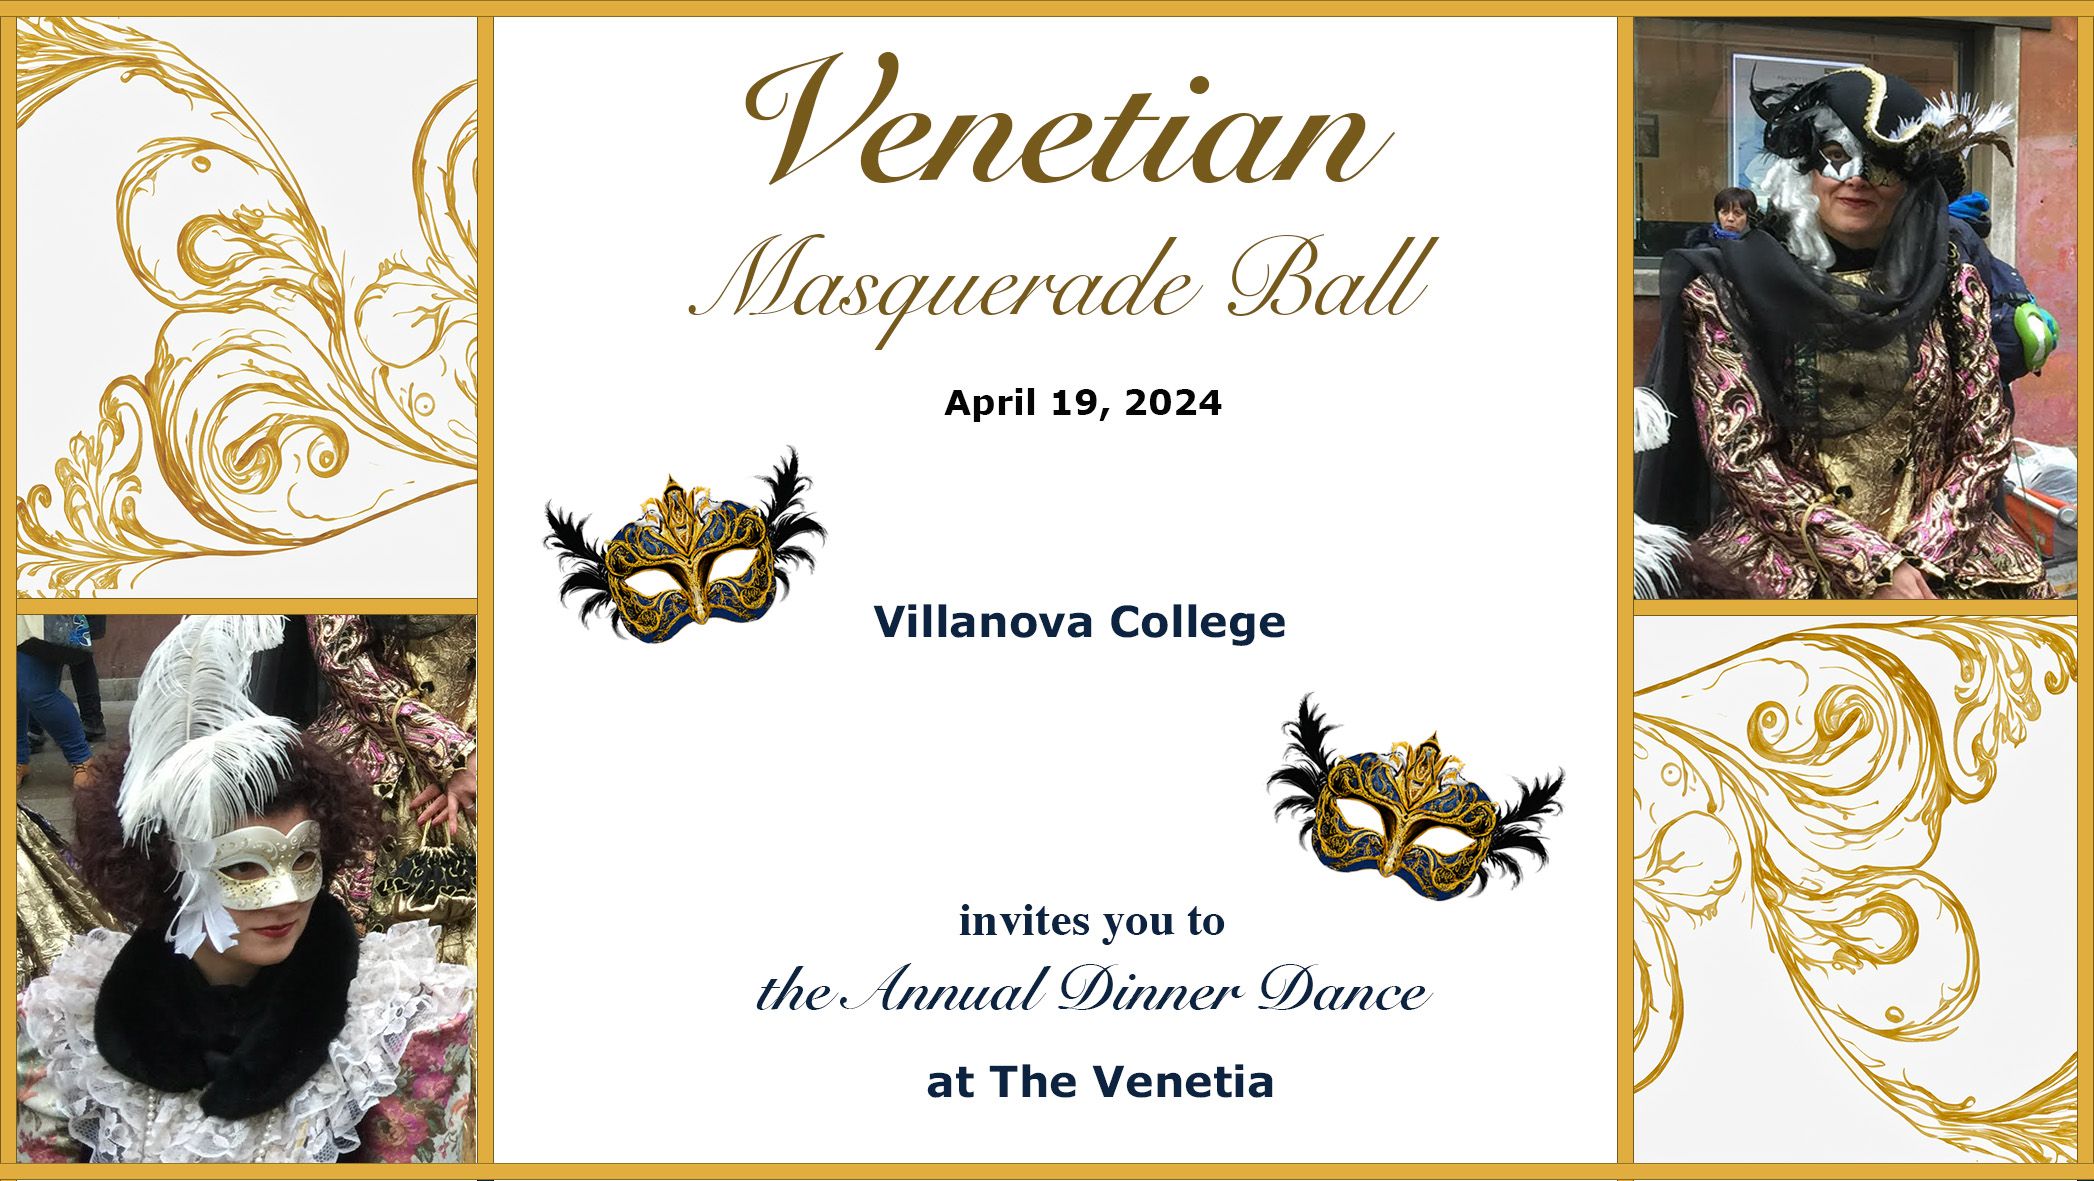 Venetian
Masquerade Ball
April 19, 2024
Villanova College
invites you to
the Annual Dinner Dance
at The Venetia